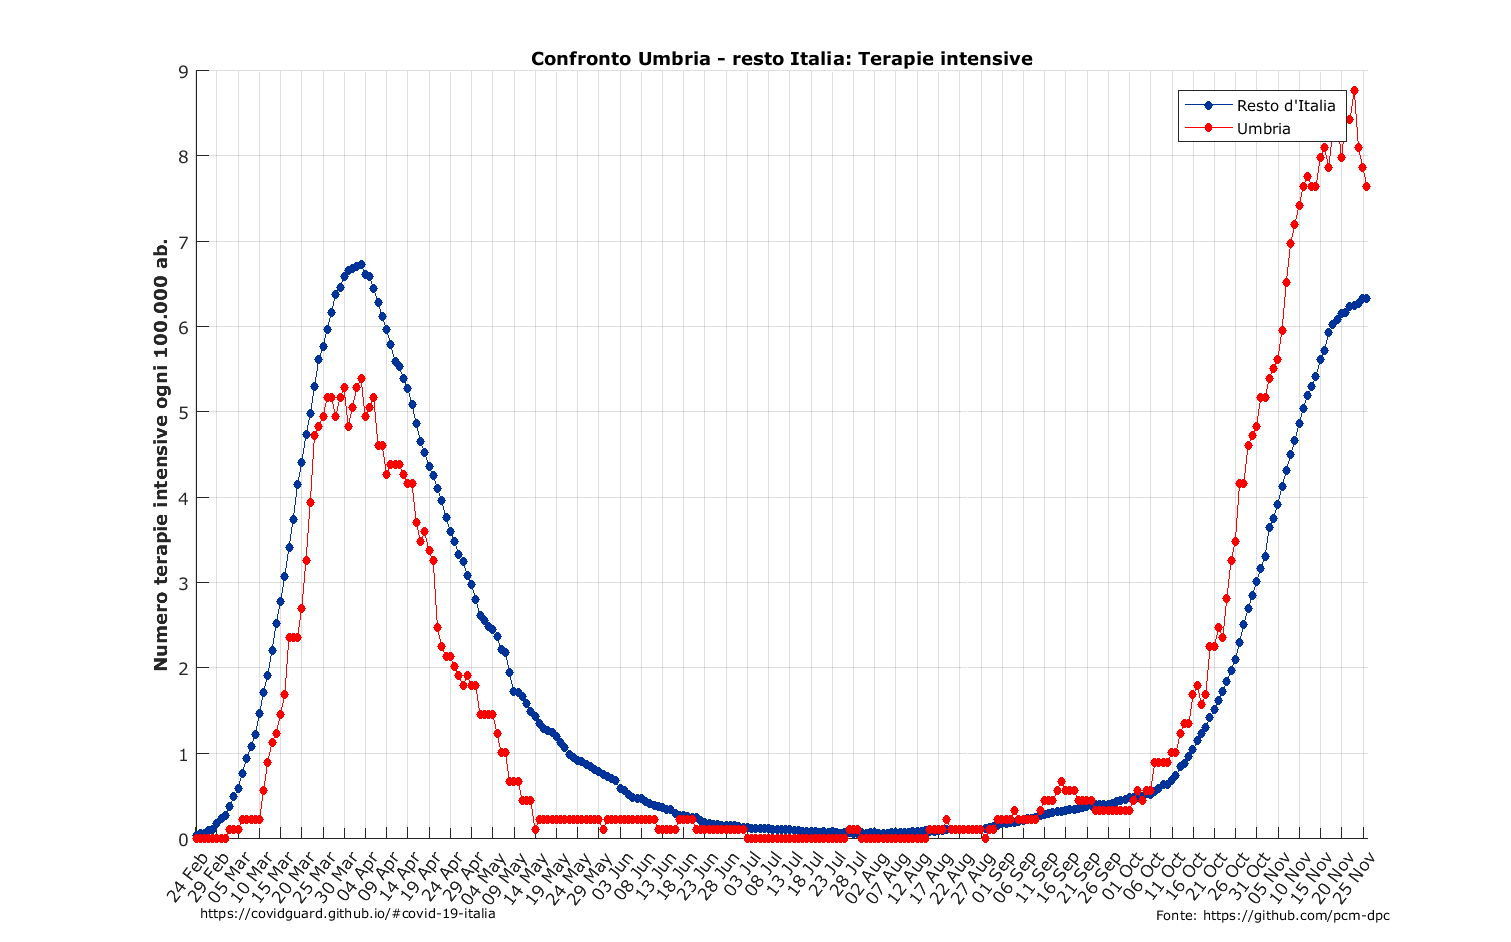 Confronto Umbria - resto Italia: Terapie intensive
Numero terapie intensive ogni 100.000 ab.
9
8
7
6
5
4
3
2
1
0
Resto d'Italia
Umbria
24 Feb
29 Feb
05 Mar
10 Mar
15 Mar
20 Mar
25 Mar
30 Mar
04 Apr
09 Apr
14 Apr
19 Apr
24 Apr
29 Apr
04 May
09 May
14 May
19 May
24 May
29 May
03 Jun
08 Jun
13 Jun
18 Jun
23 Jun
28 Jun
03 Jul
08 Jul
13 Jul
18 Jul
23 Jul
28 Jul
02 Aug
07 Aug
12 Aug
17 Aug
22 Aug
27 Aug
01 Sep
06 Sep
11 Sep
16 Sep
21 Sep
26 Sep
01 Oct
06 Oct
11 Oct
16 Oct
21 Oct
26 Oct
31 Oct
05 Nov
10 Nov
15 Nov
20 Nov
25 Nov
https://covidguard.github.io/#covid-19-italia
Fonte: https://github.com/pcm-dpc